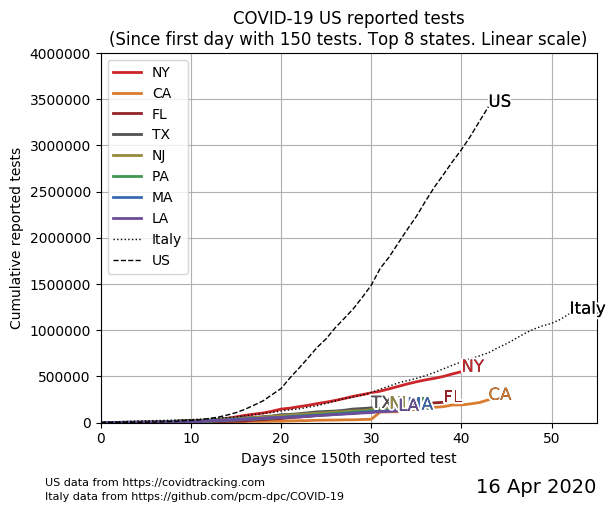 COVID-19 US reported tests
(Since first day with 150 tests. Top 8 states. Linear scale)
4000000
3500000
3000000
2500000
2000000
1500000
1000000
500000
0
Cumulative reported tests
NY
CA
FL
TX
NJ
PA
MA
LA
Italy
US
US
Italy
NY
CA
FL
TX
LA
0 10 20 30 40 50
Days since 150th reported test
US data from https://covidtracking.com
Italy data from https://github.com/pcm-dpc/COVID-19
16 Apr 2020